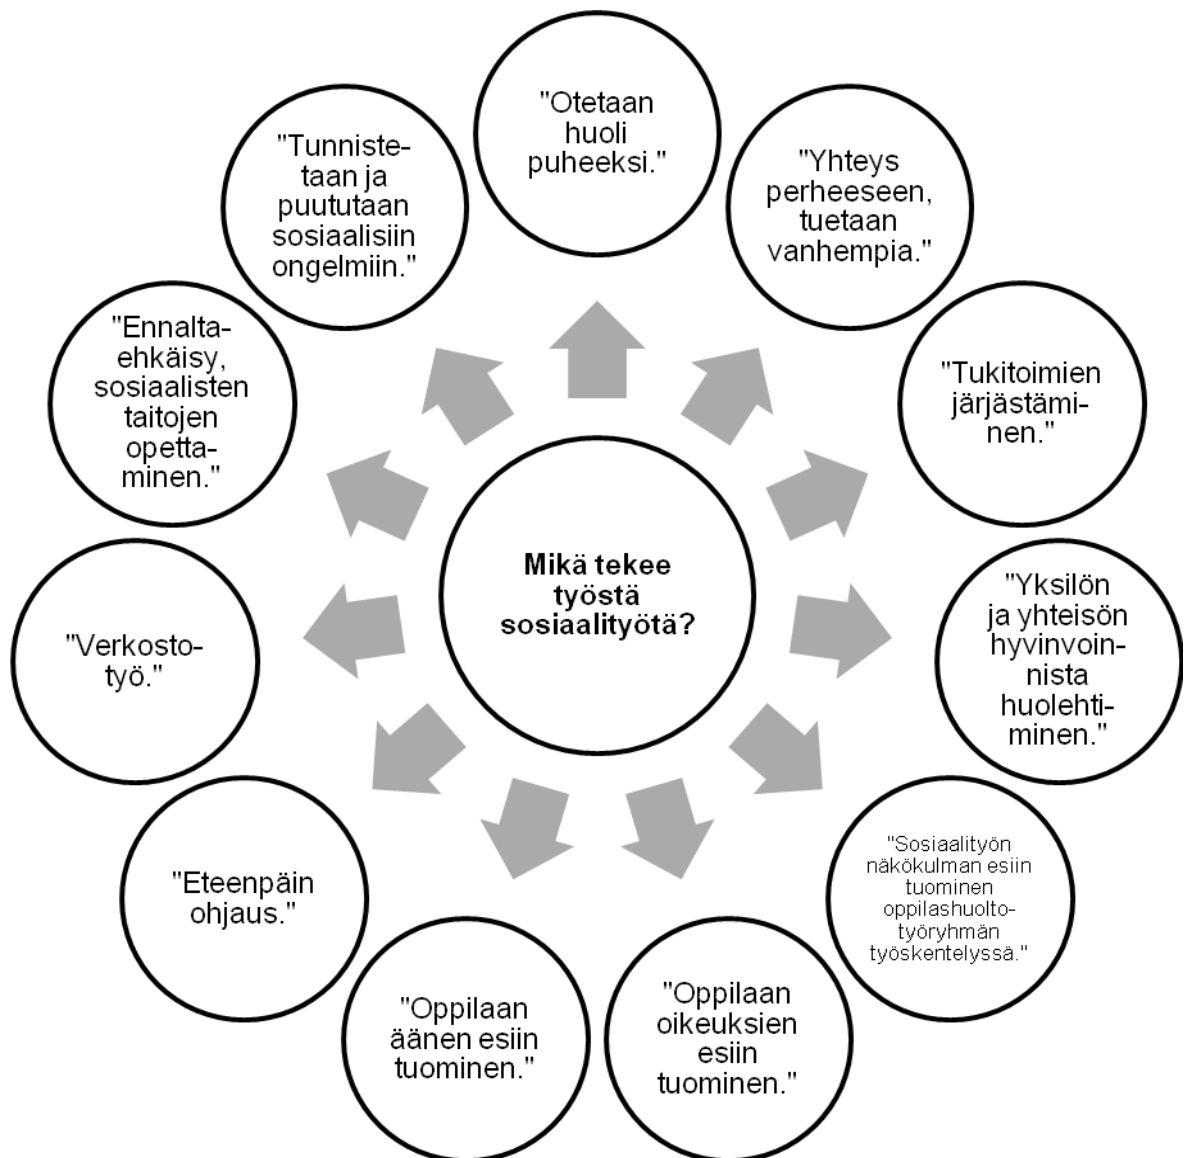 "Otetaan
huoli
puheeksi."
"Yhteys
perheeseen,
tuetaan
vanhempia."
"Tukitoimien
järjästämi-
nen."
"Yksilön
ja yhteisön
hyvinvoin-
nista
huolehti-
minen."
"Sosiaalityön
näkökulman esiin
tuominen
oppilashuolto-
työryhmän
työskentelyssä."
"Oppilaan
oikeuksien
esiin
tuominen."
"Oppilaan
äänen esiin
tuominen."
"Eteenpäin
ohjaus."
"Verkosto-
työ."
"Ennalta-
ehkäisy,
sosiaalisten
taitojen
opetta-
minen."
"Tunniste-
taan ja
puututaan
sosiaalisiin
ongelmiin."
Mikä tekee
työstä
sosiaalityötä?